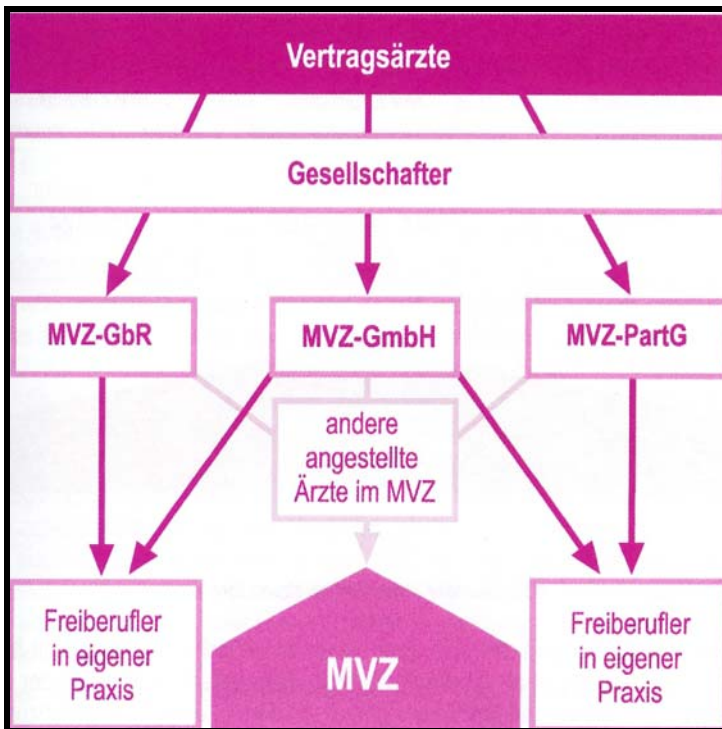 Vertragsärzte
Gesellschafter
MVZ-GbR
MVZ-GmbH
MVZ-PartG
andere
angestellte
Ärzte im MVZ
Freiberufler
in eigener
Praxis
MVZ
Freiberufler
in eigener
Praxis